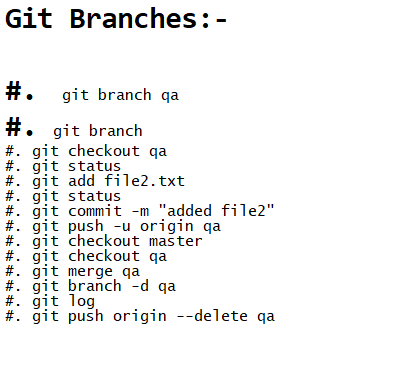 Git Branches:-
#. git branch qa
#. git branch
#. git checkout qa
#. git status
#. git add file2.txt
#. git status
#. git commit -m "added file2"
#. git push -u origin qa
#. git checkout master
#. git checkout qa
#. git merge qa
#. git branch -d qa
#. git log
#. git push origin --delete qa